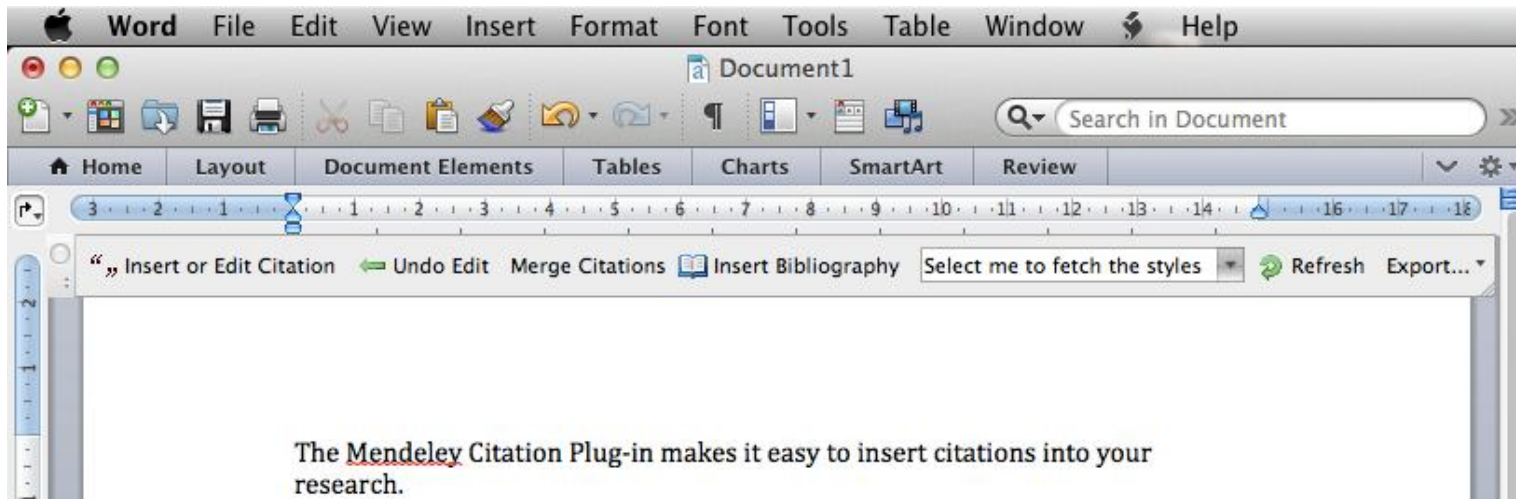 Word File Edit View Insert Format Font Tools Table Window Help
Document1
Search in Document
Home Layout Document Elements Tables Charts SmartArt Review
3 2 1 1 2 3 4 5 6 7 8 9 10 11 12 13 14 16 17 18
“ „ Insert or Edit Citation Undo Edit Merge Citations Insert Bibliography Select me to fetch the styles Refresh Export...
2
1
The Mendeley Citation Plug-in makes it easy to insert citations into your
research.